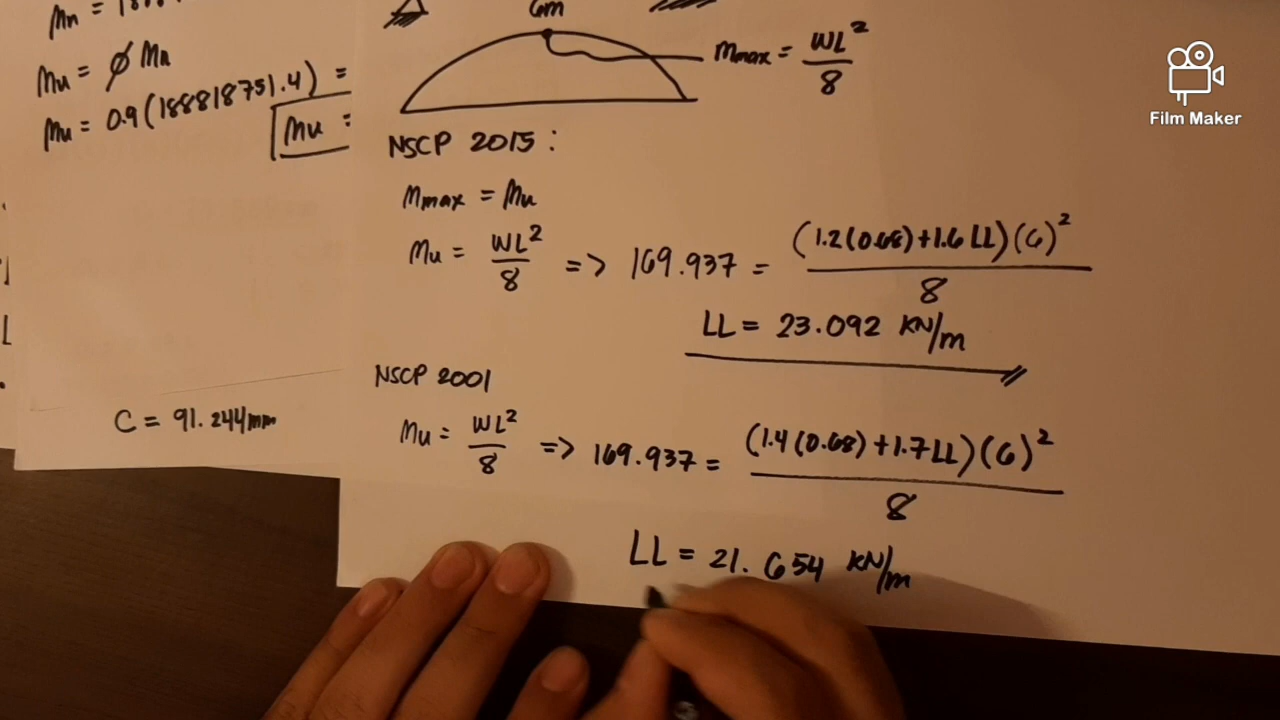 Mn = 188
Mu = ϕ Mn
Mu = 0.9(188818751.4) =
Mu =
C = 91.244mm
6m
Mmax = WL²/8
NSCP 2015 :
Mmax = Mu
Mu = WL²/8 => 169.937 = (1.2(0.68)+1.6 LL)(6)²/8
LL = 23.092 KN/m
NSCP 2001
Mu = WL²/8 => 169.937 = (1.4(0.68)+1.7 LL)(6)²/8
LL = 21.654 KN/m
Film Maker